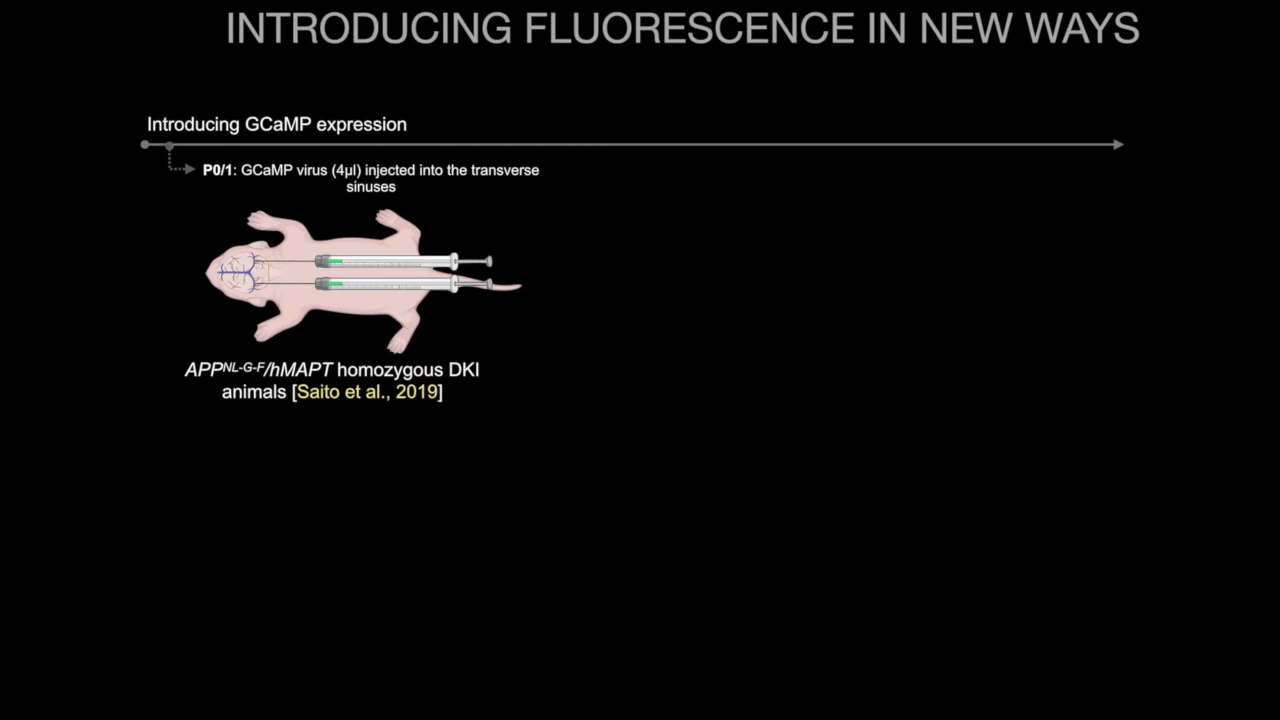 INTRODUCING FLUORESCENCE IN NEW WAYS
Introducing GCaMP expression
P0/1: GCaMP virus (4µl) injected into the transverse
sinuses
APPNL-G-F/hMAPT homozygous DKI
animals [Saito et al., 2019]